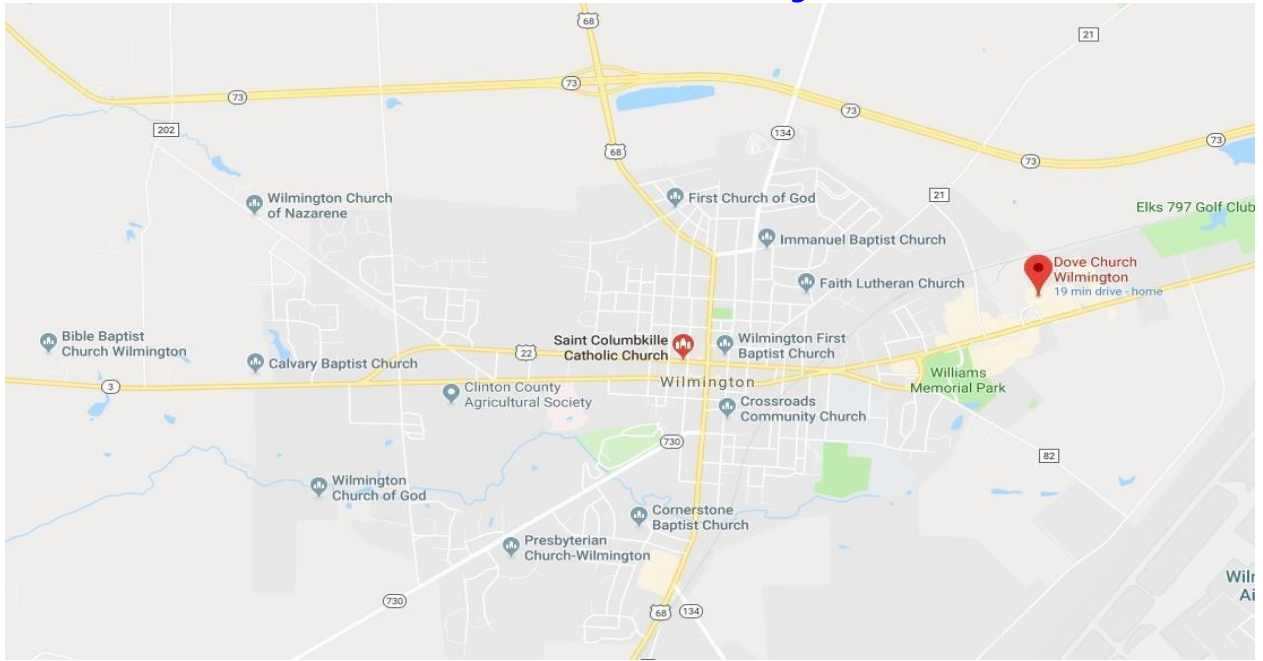 68
21
73
73
202
73
134
68
73
73
21
First Church of God
Wilmington Church
of Nazarene
Elks 797 Golf Club
Immanuel Baptist Church
Dove Church
Wilmington
19 min drive - home
Faith Lutheran Church
Bible Baptist
Church Wilmington
Saint Columbkille
Catholic Church
Wilmington First
Baptist Church
22
Calvary Baptist Church
Williams
Memorial Park
3
Wilmington
Clinton County
Agricultural Society
Crossroads
Community Church
730
82
Wilmington
Church of God
Cornerstone
Baptist Church
Presbyterian
Church-Wilmington
730
68
134